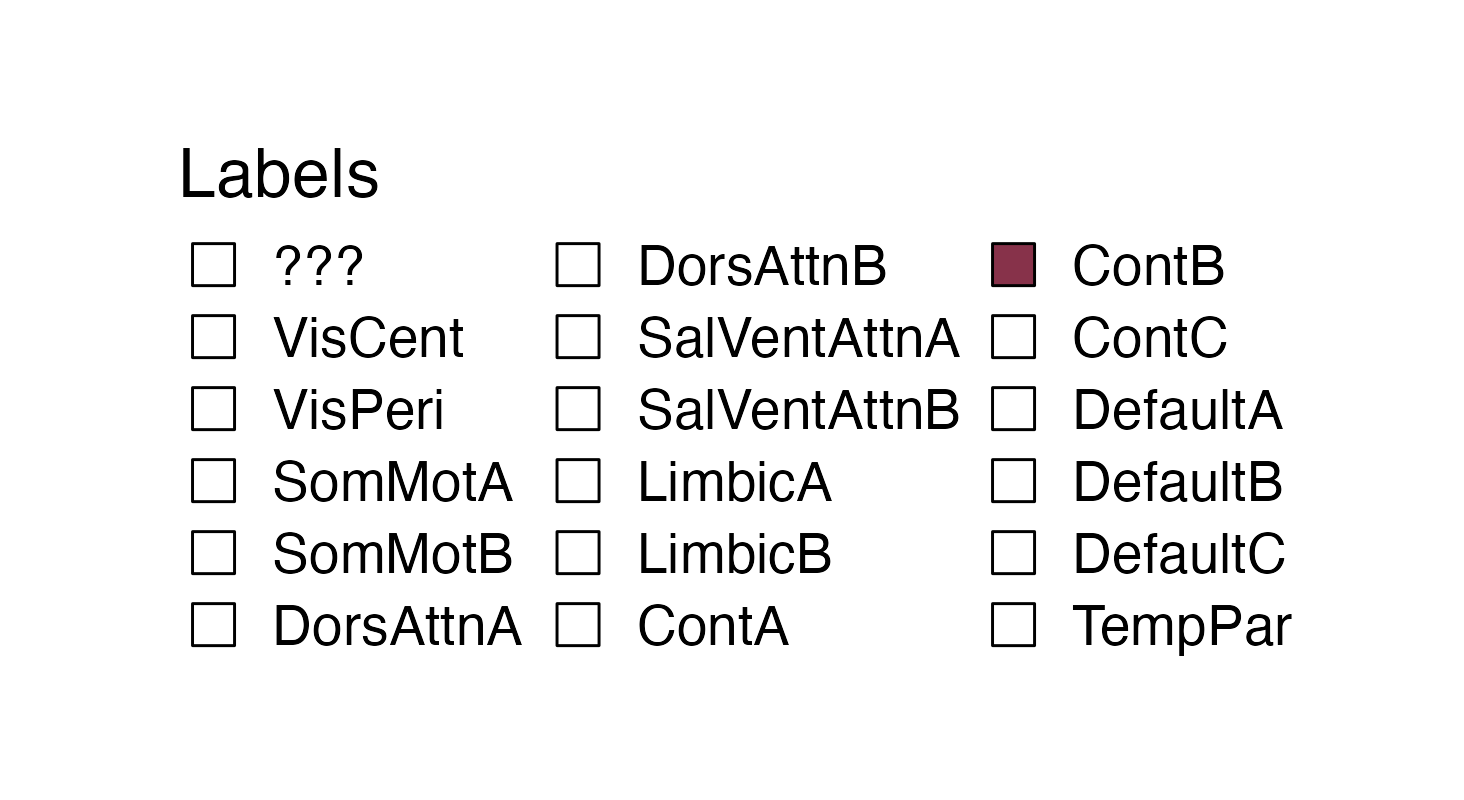 Labels
???
VisCent
VisPeri
SomMotA
SomMotB
DorsAttnA
DorsAttnB
SalVentAttnA
SalVentAttnB
LimbicA
LimbicB
ContA
ContB
ContC
DefaultA
DefaultB
DefaultC
TempPar